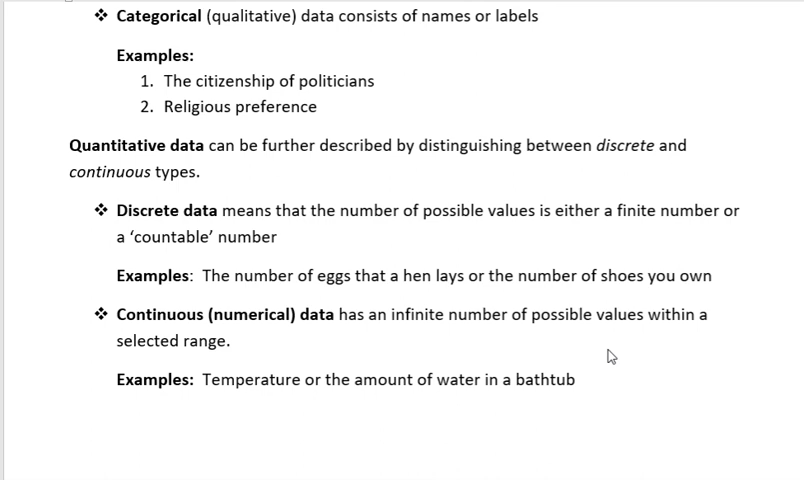 ❖ Categorical (qualitative) data consists of names or labels
Examples:
1. The citizenship of politicians
2. Religious preference
Quantitative data can be further described by distinguishing between discrete and
continuous types.
❖ Discrete data means that the number of possible values is either a finite number or
a ‘countable’ number
Examples: The number of eggs that a hen lays or the number of shoes you own
❖ Continuous (numerical) data has an infinite number of possible values within a
selected range.
Examples: Temperature or the amount of water in a bathtub